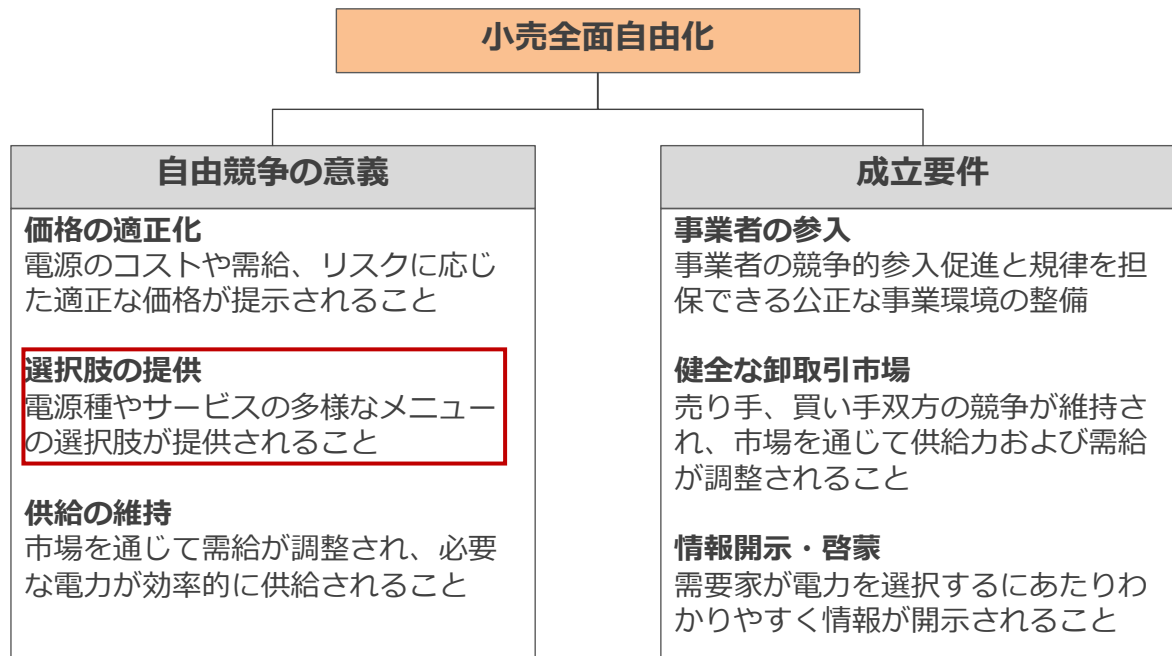 小売全面自由化
自由競争の意義
価格の適正化
電源のコストや需給、リスクに応じ
た適正な価格が提示されること
選択肢の提供
電源種やサービスの多様なメニュー
の選択肢が提供されること
供給の維持
市場を通じて需給が調整され、必要
な電力が効率的に供給されること
成立要件
事業者の参入
事業者の競争的参入促進と規律を担
保できる公正な事業環境の整備
健全な卸取引市場
売り手、買い手双方の競争が維持さ
れ、市場を通じて供給力および需給
が調整されること
情報開示・啓蒙
需要家が電力を選択するにあたりわ
かりやすく情報が開示されること